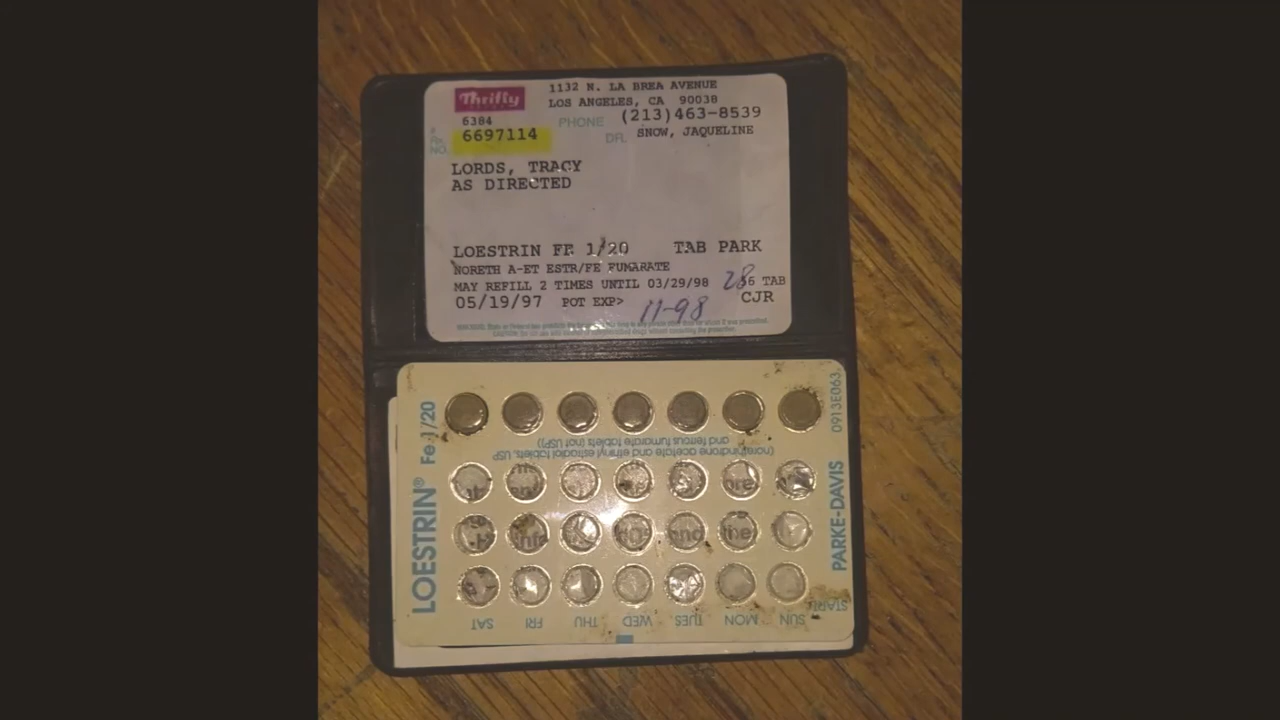 Thrifty
1132 N. LA BREA AVENUE
LOS ANGELES, CA 90038
6384
PHONE (213)463-8539
# Rx NO. 6697114
DR. SNOW, JAQUELINE
LORDS, TRACY
AS DIRECTED
LOESTRIN FE 1/20 TAB PARK
NORETH A-ET ESTR/FE FUMARATE
MAY REFILL 2 TIMES UNTIL 03/29/98 28 TAB
05/19/97 POT EXP> 11-98 CJR
LOESTRIN® Fe 1/20
(norethindrone acetate and ethinyl estradiol tablets, USP
and ferrous fumarate tablets (not USP))
0913E063
PARKE-DAVIS
START
SUN MON TUES WED THU FRI SAT